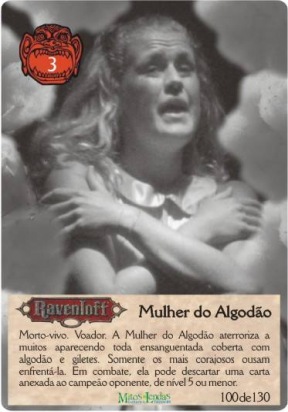 3
Ravenloft
Mulher do Algodão
Morto-vivo. Voador. A Mulher do Algodão aterroriza a
muitos aparecendo toda ensanguentada coberta com
algodão e giletes. Somente os mais corajosos ousam
enfrentá-la. Em combate, ela pode descartar uma carta
anexada ao campeão oponente, de nível 5 ou menor.
Mitos & Lendas
100de130